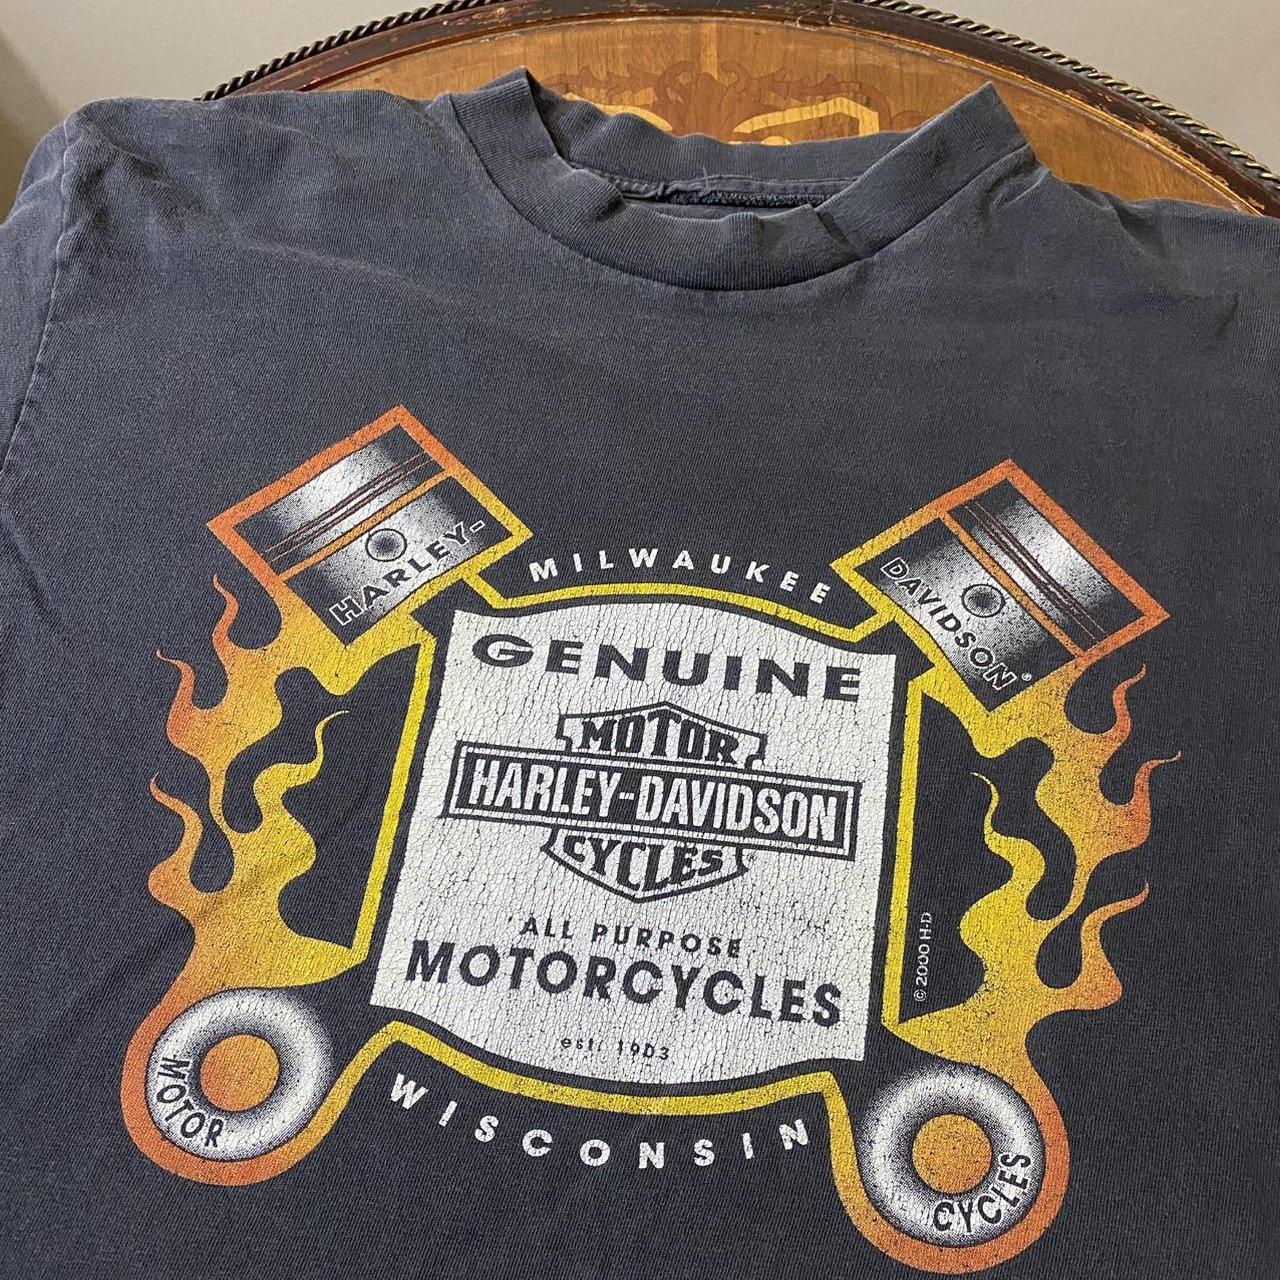 HARLEY-
DAVIDSON®
MILWAUKEE
GENUINE
MOTOR
HARLEY-DAVIDSON
CYCLES
ALL PURPOSE
MOTORCYCLES
est. 1903
© 2000 H-D
MOTOR
WISCONSIN
CYCLES